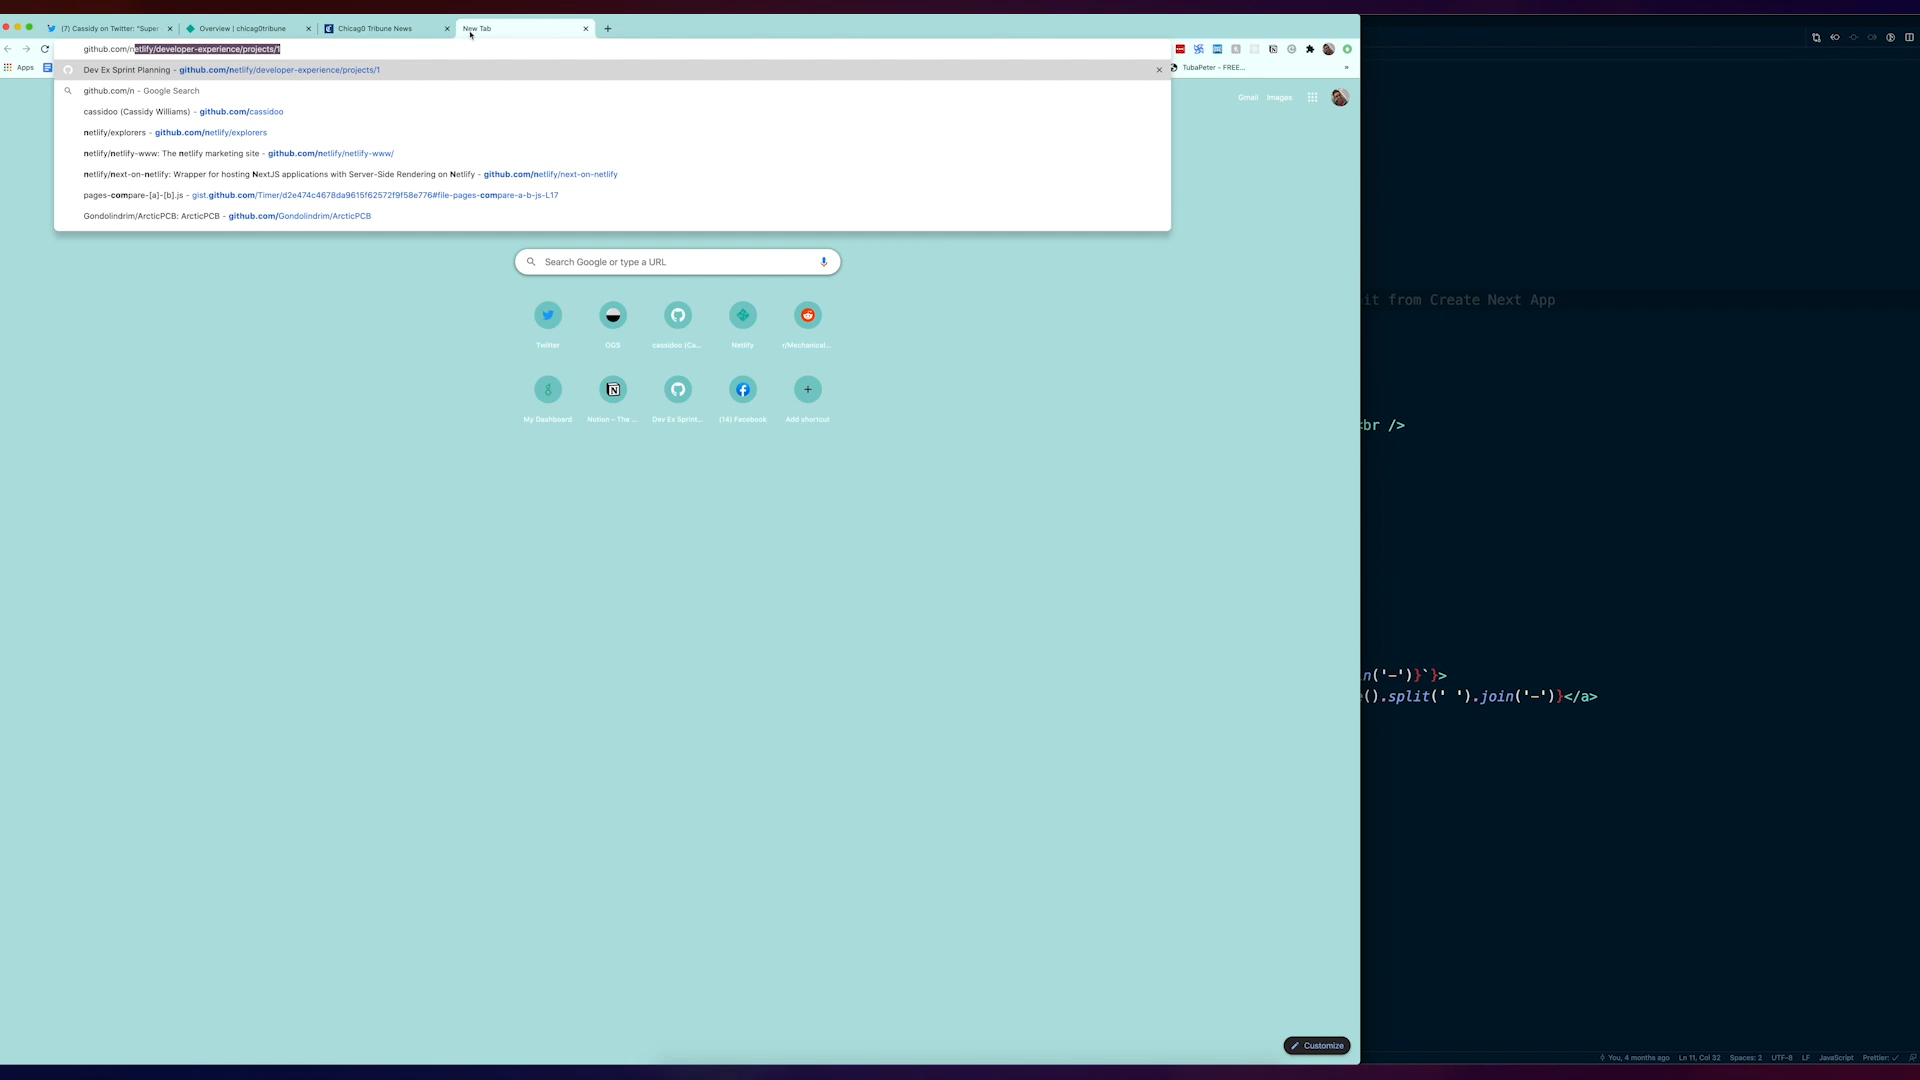 (7) Cassidy on Twitter: "Super
Overview | chicag0tribune
Chicag0 Tribune News
New Tab
github.com/netlify/developer-experience/projects/1
Apps
TubaPeter - FREE...
»
Dev Ex Sprint Planning - github.com/netlify/developer-experience/projects/1
github.com/n - Google Search
cassidoo (Cassidy Williams) - github.com/cassidoo
netlify/explorers - github.com/netlify/explorers
netlify/netlify-www: The netlify marketing site - github.com/netlify/netlify-www/
netlify/next-on-netlify: Wrapper for hosting NextJS applications with Server-Side Rendering on Netlify - github.com/netlify/next-on-netlify
pages-compare-[a]-[b].js - gist.github.com/Timer/d2e474c4678da9615f62572f9f58e776#file-pages-compare-a-b-js-L17
Gondolindrim/ArcticPCB: ArcticPCB - github.com/Gondolindrim/ArcticPCB
Gmail Images
Search Google or type a URL
Twitter
OGS
cassidoo (Ca...
Netlify
r/Mechanical...
My Dashboard
Notion – The ...
Dev Ex Sprint...
(14) Facebook
Add shortcut
Customize
it from Create Next App
br />
n('-')}`}>
().split(' ').join('-')}</a>
You, 4 months ago Ln 11, Col 32 Spaces: 2 UTF-8 LF JavaScript Prettier: ✓